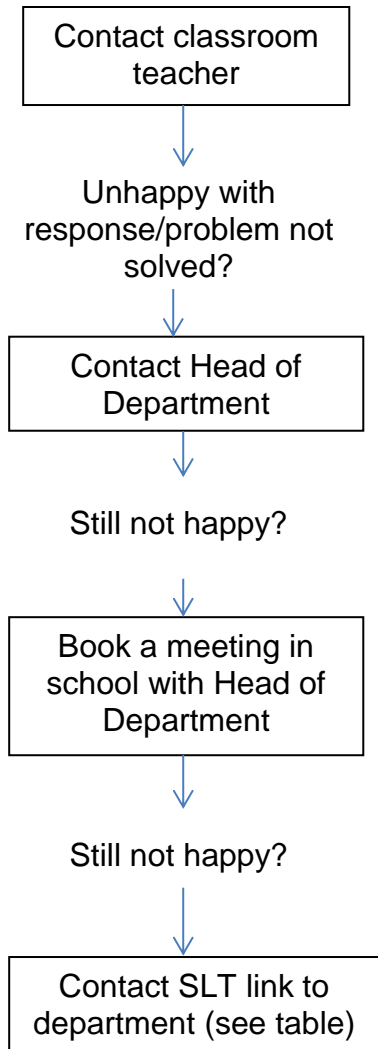 Contact classroom
teacher
Unhappy with
response/problem not
solved?
Contact Head of
Department
Still not happy?
Book a meeting in
school with Head of
Department
Still not happy?
Contact SLT link to
department (see table)